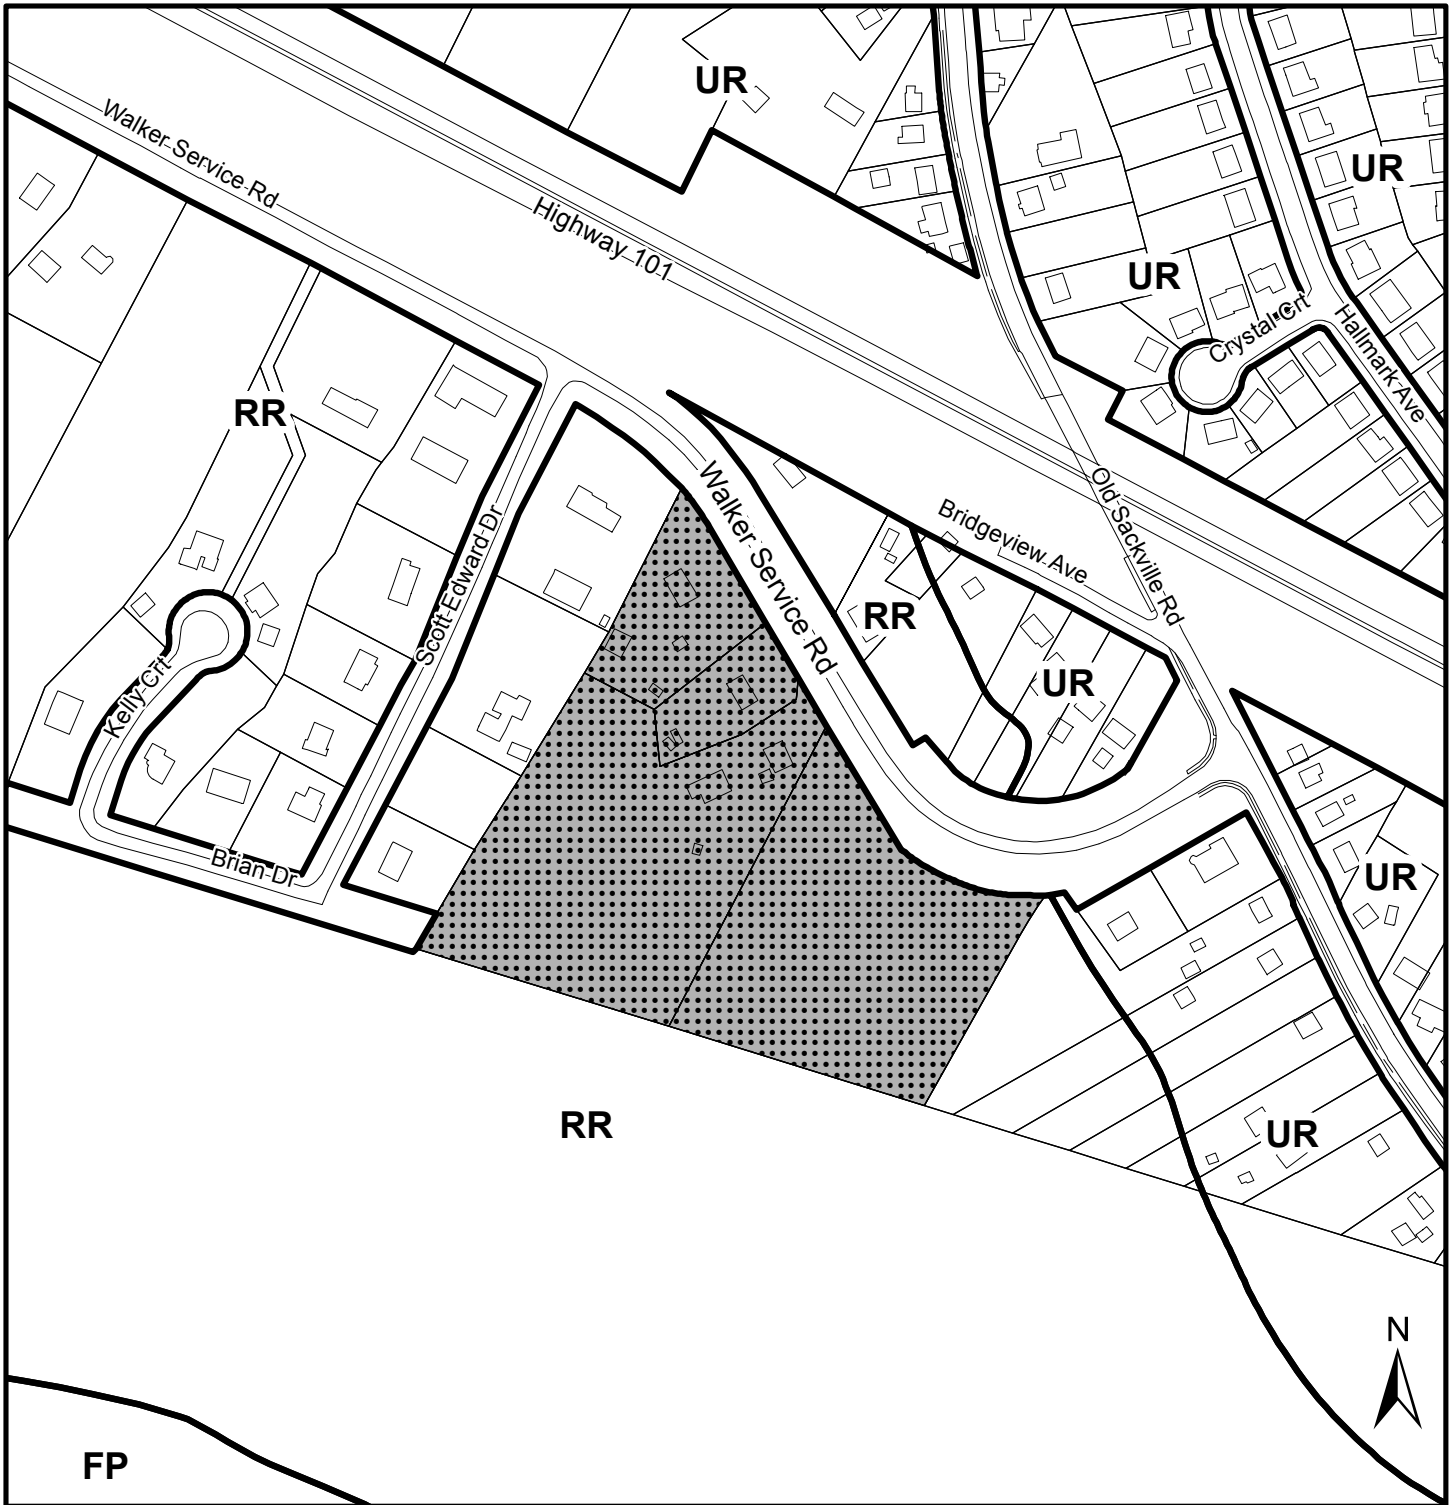 UR
Walker Service Rd
UR
Highway 101
UR
Crystal Crt
Hallmark Ave
RR
Walker Service Rd
Old Sackville Rd
Bridgeview Ave
Scott Edward Dr
RR
UR
Kelly Crt
Brian Dr
UR
RR
UR
N
FP